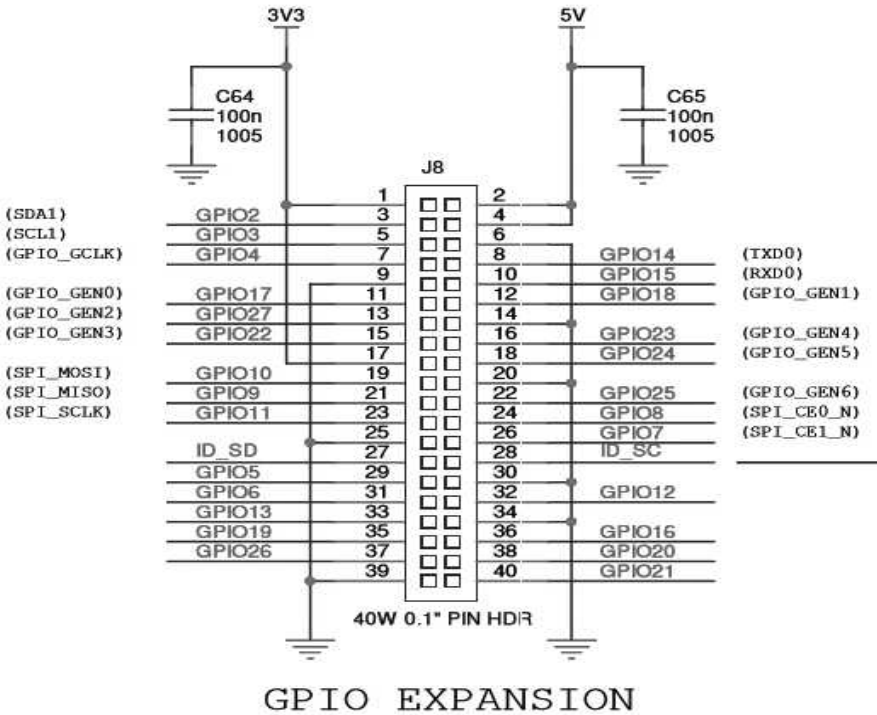 3V3 5V
C64 C65
100n 100n
1005 1005
J8
1 2
(SDA1) GPIO2 3 4
(SCL1) GPIO3 5 6
(GPIO_GCLK) GPIO4 7 8 GPIO14 (TXD0)
9 10 GPIO15 (RXD0)
(GPIO_GEN0) GPIO17 11 12 GPIO18 (GPIO_GEN1)
(GPIO_GEN2) GPIO27 13 14
(GPIO_GEN3) GPIO22 15 16 GPIO23 (GPIO_GEN4)
17 18 GPIO24 (GPIO_GEN5)
(SPI_MOSI) GPIO10 19 20
(SPI_MISO) GPIO9 21 22 GPIO25 (GPIO_GEN6)
(SPI_SCLK) GPIO11 23 24 GPIO8 (SPI_CE0_N)
25 26 GPIO7 (SPI_CE1_N)
ID_SD 27 28 ID_SC
GPIO5 29 30
GPIO6 31 32 GPIO12
GPIO13 33 34
GPIO19 35 36 GPIO16
GPIO26 37 38 GPIO20
39 40 GPIO21
40W 0.1" PIN HDR
GPIO EXPANSION